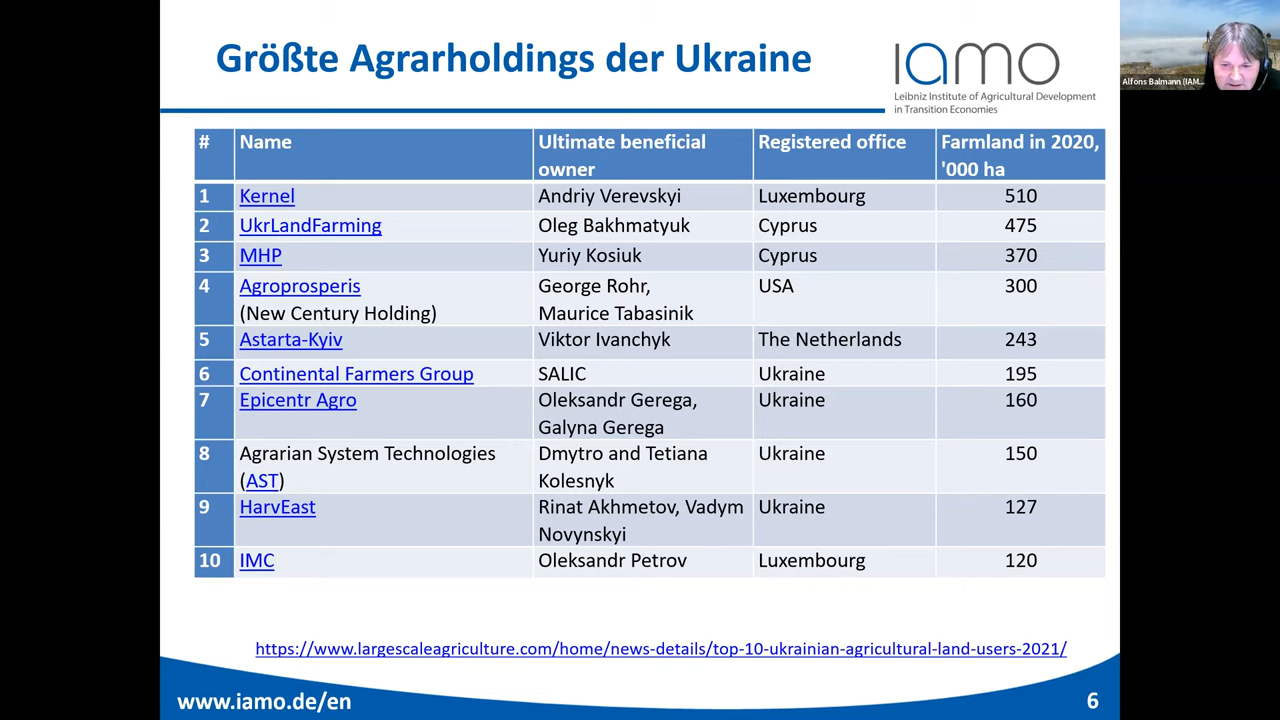 Größte Agrarholdings der Ukraine
IAMO
Leibniz Institute of Agricultural Development
in Transition Economies
Alfons Balmann (IAM...
# Name Ultimate beneficial owner Registered office Farmland in 2020, '000 ha
1 Kernel Andriy Verevskyi Luxembourg 510
2 UkrLandFarming Oleg Bakhmatyuk Cyprus 475
3 MHP Yuriy Kosiuk Cyprus 370
4 Agroprosperis George Rohr, USA 300
(New Century Holding) Maurice Tabasinik
5 Astarta-Kyiv Viktor Ivanchyk The Netherlands 243
6 Continental Farmers Group SALIC Ukraine 195
7 Epicentr Agro Oleksandr Gerega, Ukraine 160
Galyna Gerega
8 Agrarian System Technologies Dmytro and Tetiana Ukraine 150
(AST) Kolesnyk
9 HarvEast Rinat Akhmetov, Vadym Ukraine 127
Novynskyi
10 IMC Oleksandr Petrov Luxembourg 120
https://www.largescaleagriculture.com/home/news-details/top-10-ukrainian-agricultural-land-users-2021/
www.iamo.de/en 6